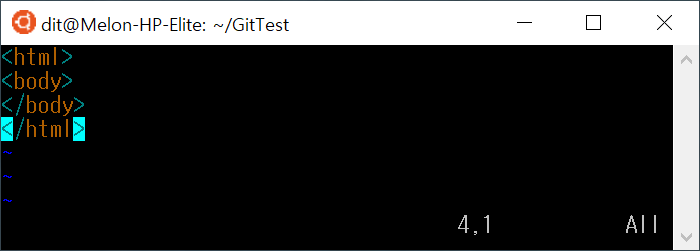 dit@Melon-HP-Elite: ~/GitTest
<html>
<body>
</body>
</html>
~
~
~
4,1 All